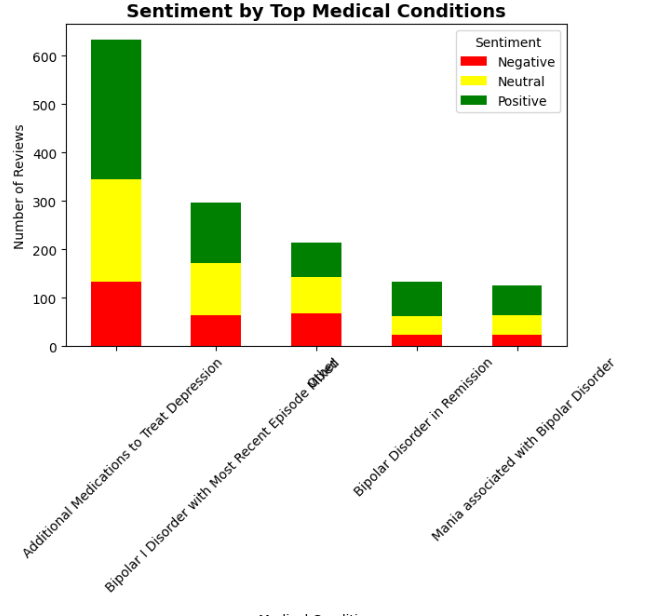 Sentiment by Top Medical Conditions
Sentiment
Negative
Neutral
Positive
Number of Reviews
600
500
400
300
200
100
0
Additional Medications to Treat Depression
Bipolar I Disorder with Most Recent Episode Mixed
Other
Bipolar Disorder in Remission
Mania associated with Bipolar Disorder